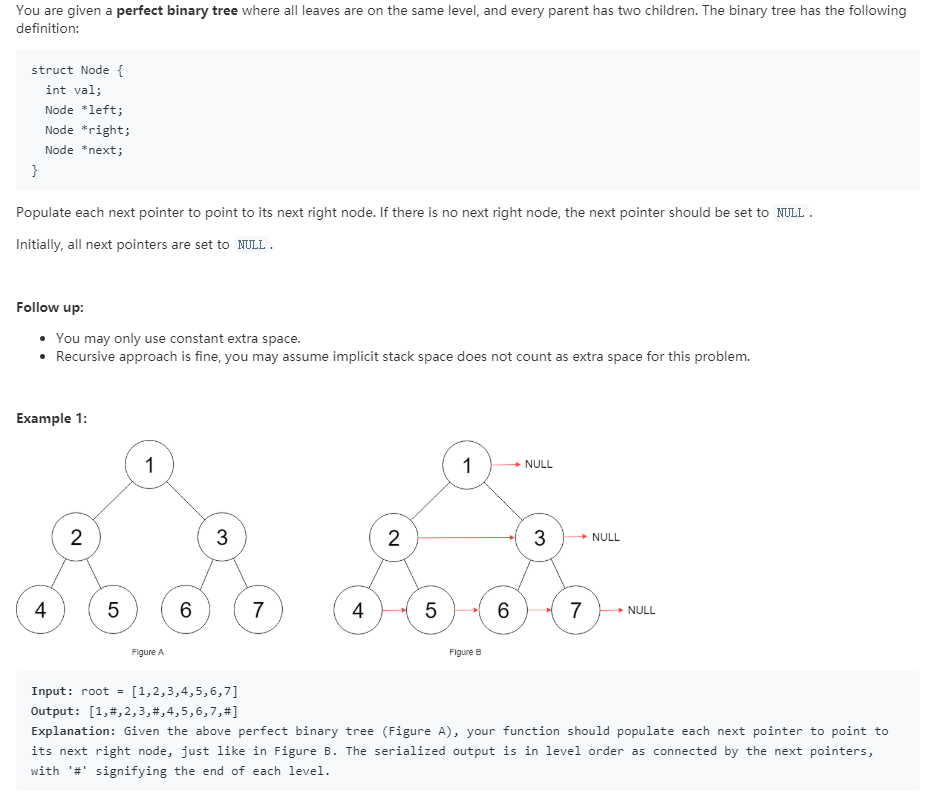 You are given a perfect binary tree where all leaves are on the same level, and every parent has two children. The binary tree has the following
definition:
struct Node {
  int val;
  Node *left;
  Node *right;
  Node *next;
}
Populate each next pointer to point to its next right node. If there is no next right node, the next pointer should be set to NULL .
Initially, all next pointers are set to NULL .
Follow up:
• You may only use constant extra space.
• Recursive approach is fine, you may assume implicit stack space does not count as extra space for this problem.
Example 1:
1 1 NULL
2 3 2 3 NULL
4 5 6 7 4 5 6 7 NULL
Figure A Figure B
Input: root = [1,2,3,4,5,6,7]
Output: [1,#,2,3,#,4,5,6,7,#]
Explanation: Given the above perfect binary tree (Figure A), your function should populate each next pointer to point to
its next right node, just like in Figure B. The serialized output is in level order as connected by the next pointers,
with '#' signifying the end of each level.